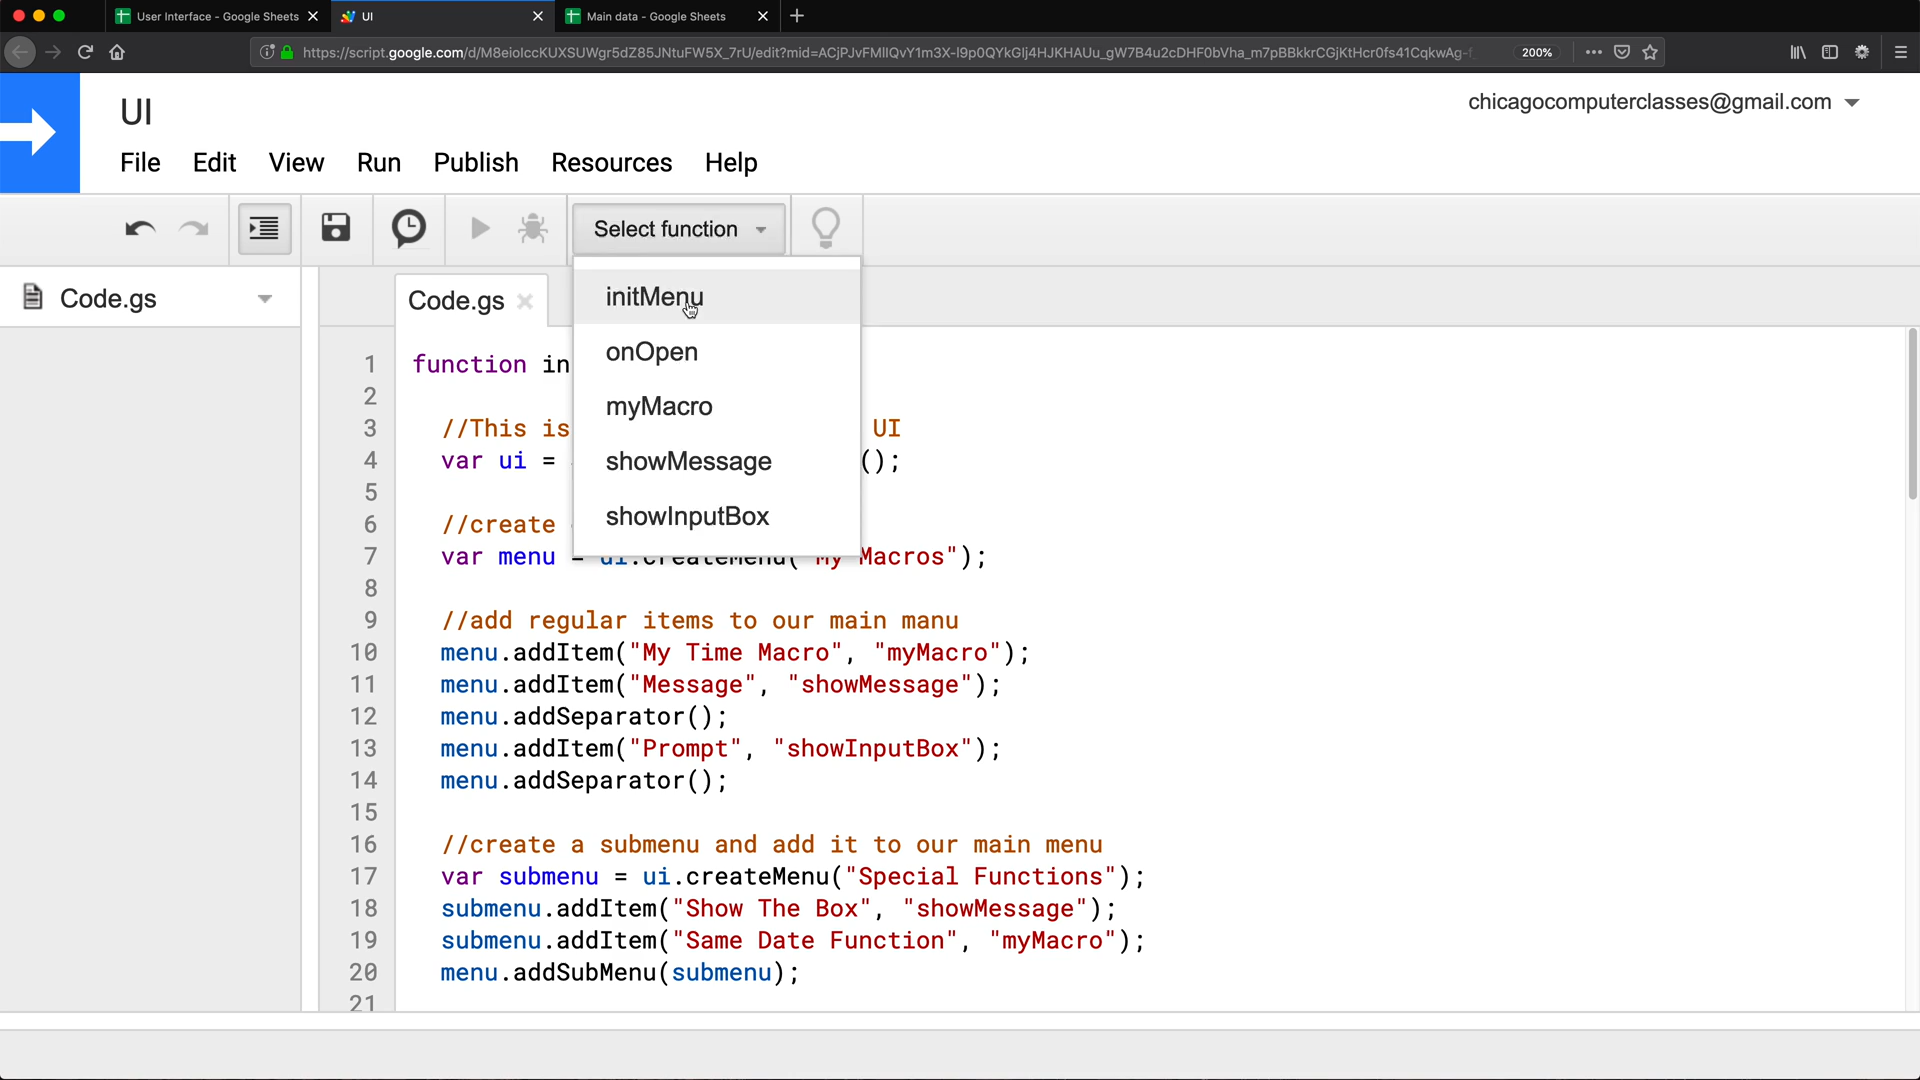 User Interface - Google Sheets
UI
Main data - Google Sheets
200%
UI
chicagocomputerclasses@gmail.com
File Edit View Run Publish Resources Help
Select function
Code.gs
Code.gs
initMenu
onOpen
myMacro
showMessage
showInputBox
1 function in
2
3 //This is UI
4 var ui = ();
5
6 //create
7 var menu = ui.createMenu("My Macros");
8
9 //add regular items to our main manu
10 menu.addItem("My Time Macro", "myMacro");
11 menu.addItem("Message", "showMessage");
12 menu.addSeparator();
13 menu.addItem("Prompt", "showInputBox");
14 menu.addSeparator();
15
16 //create a submenu and add it to our main menu
17 var submenu = ui.createMenu("Special Functions");
18 submenu.addItem("Show The Box", "showMessage");
19 submenu.addItem("Same Date Function", "myMacro");
20 menu.addSubMenu(submenu);
21